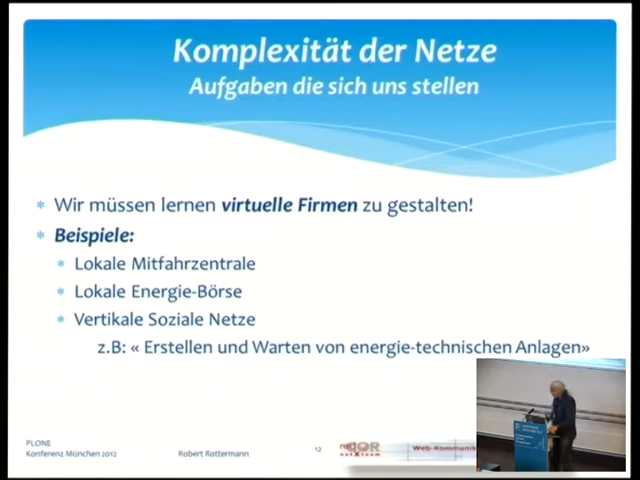 Komplexität der Netze
Aufgaben die sich uns stellen
Wir müssen lernen virtuelle Firmen zu gestalten!
Beispiele:
Lokale Mitfahrzentrale
Lokale Energie-Börse
Vertikale Soziale Netze
z.B: « Erstellen und Warten von energie-technischen Anlagen»
PLONE
Konferenz München 2012
Robert Rottermann
12
Web-Kommunik